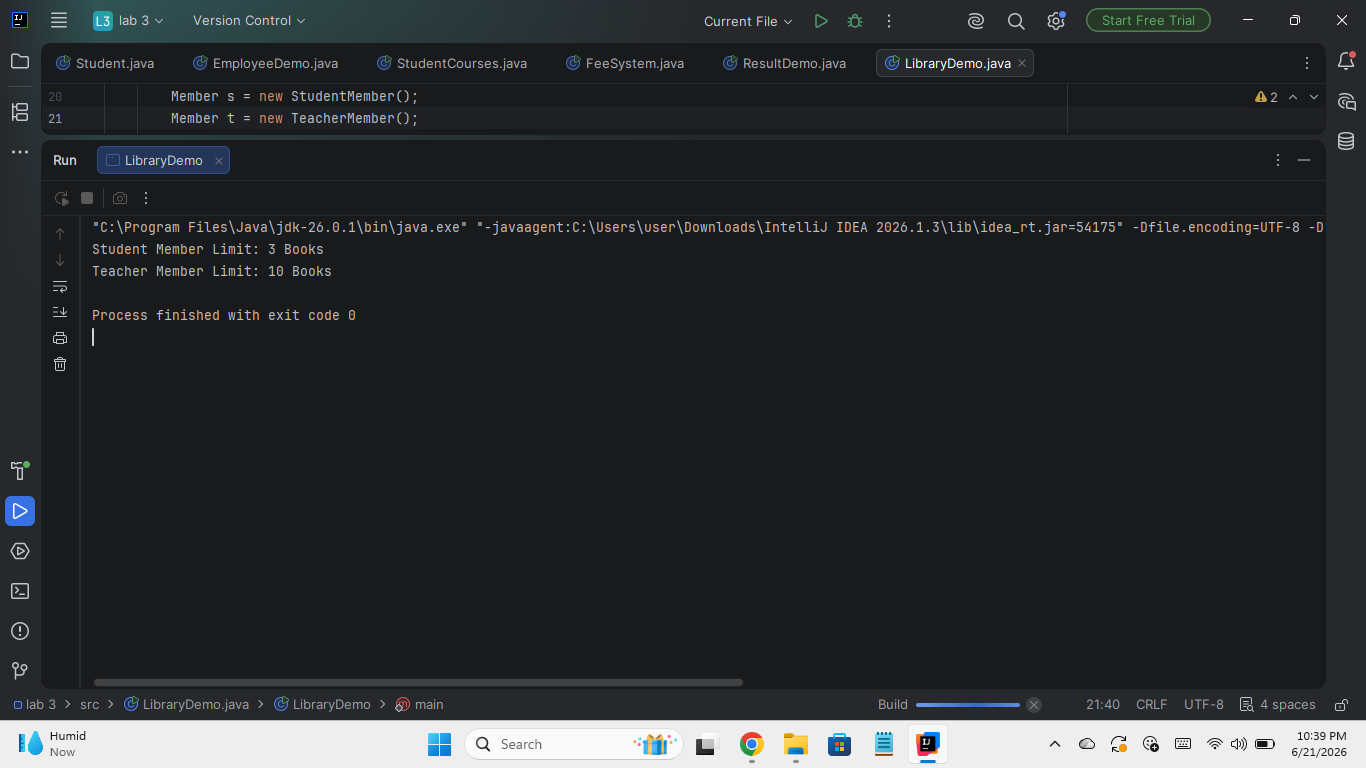 L3 lab 3 Version Control Current File Start Free Trial
Student.java EmployeeDemo.java StudentCourses.java FeeSystem.java ResultDemo.java LibraryDemo.java
20 Member s = new StudentMember(); 2
21 Member t = new TeacherMember();
Run LibraryDemo
"C:\Program Files\Java\jdk-26.0.1\bin\java.exe" "-javaagent:C:\Users\user\Downloads\IntelliJ IDEA 2026.1.3\lib\idea_rt.jar=54175" -Dfile.encoding=UTF-8 -D
Student Member Limit: 3 Books
Teacher Member Limit: 10 Books
Process finished with exit code 0
lab 3 > src > LibraryDemo.java > LibraryDemo > main Build 21:40 CRLF UTF-8 4 spaces
Humid
Now
Search
10:39 PM
6/21/2026